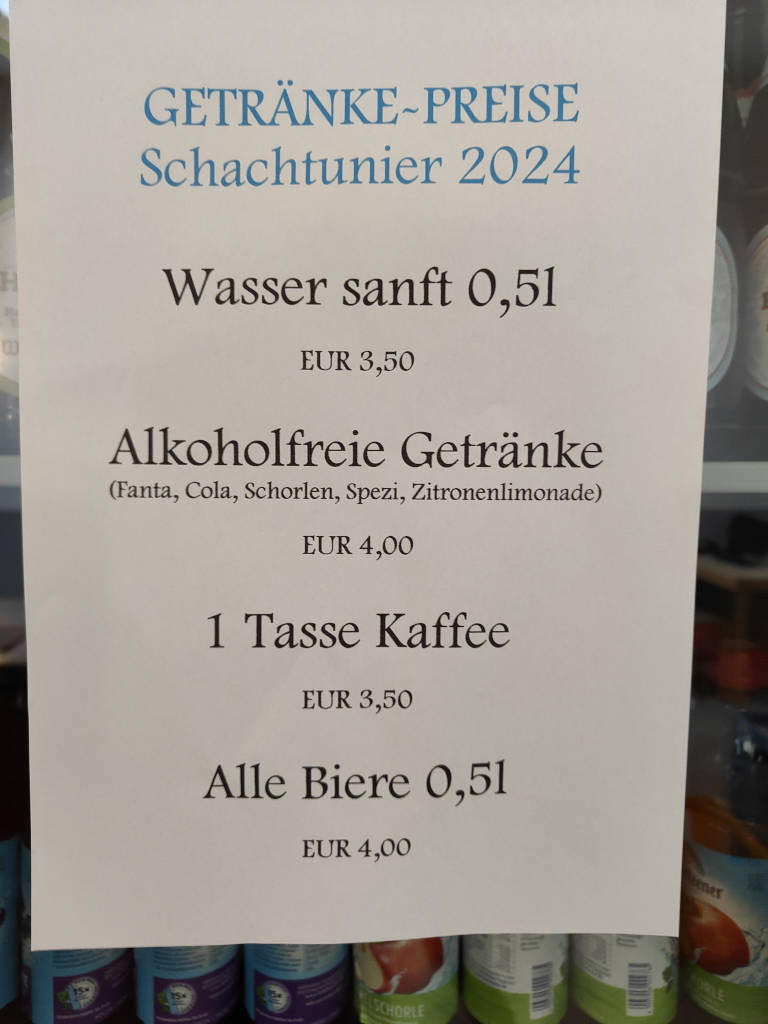 GETRÄNKE~PREISE
Schachtunier 2024
Wasser sanft 0,5l
EUR 3,50
Alkoholfreie Getränke
(Fanta, Cola, Schorlen, Spezi, Zitronenlimonade)
EUR 4,00
1 Tasse Kaffee
EUR 3,50
Alle Biere 0,5l
EUR 4,00
SCHORLE